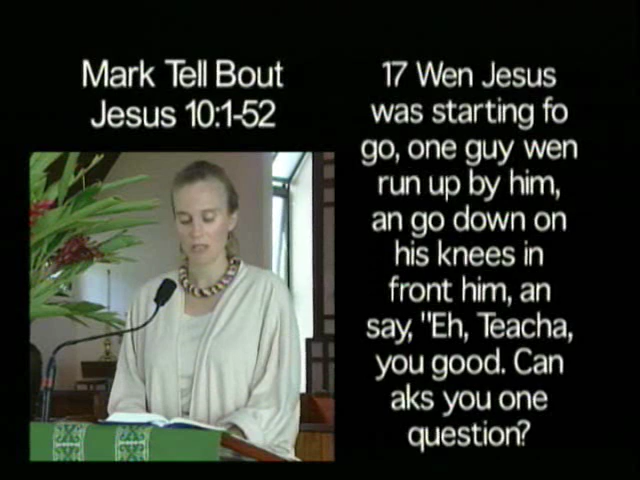 Mark Tell Bout
Jesus 10:1-52
17 Wen Jesus
was starting fo
go, one guy wen
run up by him,
an go down on
his knees in
front him, an
say, "Eh, Teacha,
you good. Can
aks you one
question?